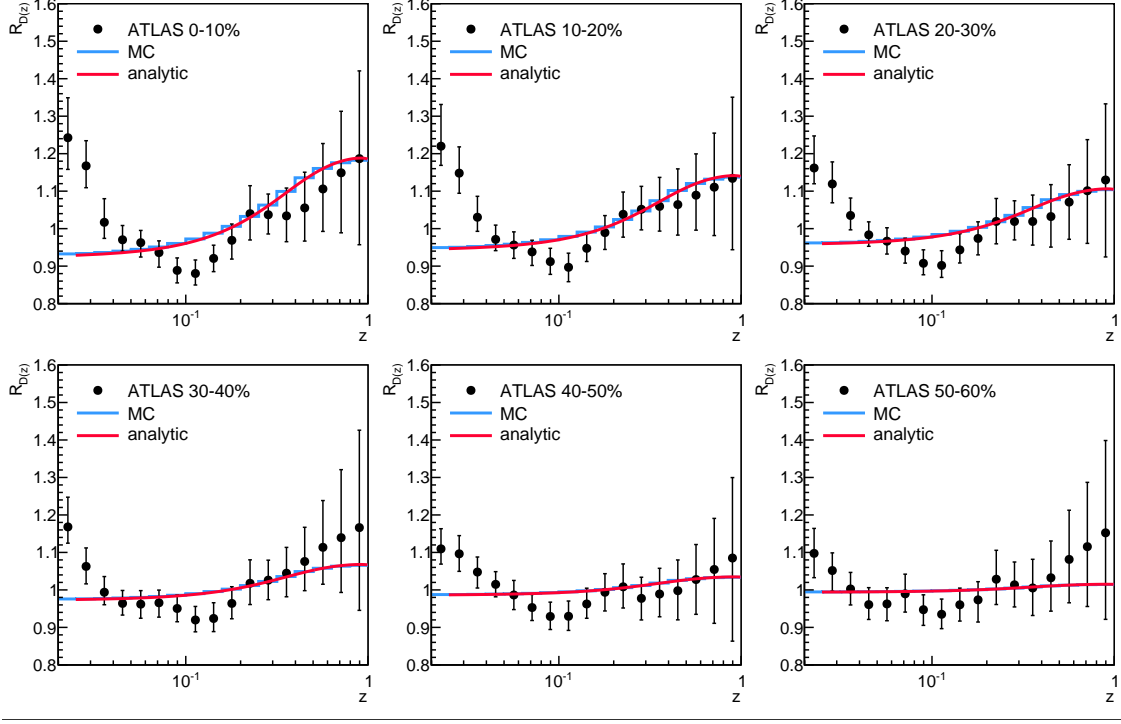 R_D(z)
1.6
1.5
1.4
1.3
1.2
1.1
1
0.9
0.8
ATLAS 0-10%
MC
analytic
10^-1
1
z
R_D(z)
1.6
1.5
1.4
1.3
1.2
1.1
1
0.9
0.8
ATLAS 10-20%
MC
analytic
10^-1
1
z
R_D(z)
1.6
1.5
1.4
1.3
1.2
1.1
1
0.9
0.8
ATLAS 20-30%
MC
analytic
10^-1
1
z
R_D(z)
1.6
1.5
1.4
1.3
1.2
1.1
1
0.9
0.8
ATLAS 30-40%
MC
analytic
10^-1
1
z
R_D(z)
1.6
1.5
1.4
1.3
1.2
1.1
1
0.9
0.8
ATLAS 40-50%
MC
analytic
10^-1
1
z
R_D(z)
1.6
1.5
1.4
1.3
1.2
1.1
1
0.9
0.8
ATLAS 50-60%
MC
analytic
10^-1
1
z